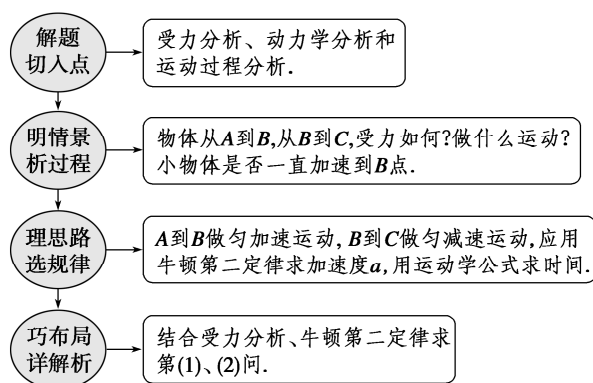 解题
切入点
受力分析、动力学分析和
运动过程分析.
明情景
析过程
物体从A到B,从B到C,受力如何?做什么运动?
小物体是否一直加速到B点.
理思路
选规律
A到B做匀加速运动,B到C做匀减速运动,应用
牛顿第二定律求加速度a,用运动学公式求时间.
巧布局
详解析
结合受力分析、牛顿第二定律求
第(1)、(2)问.